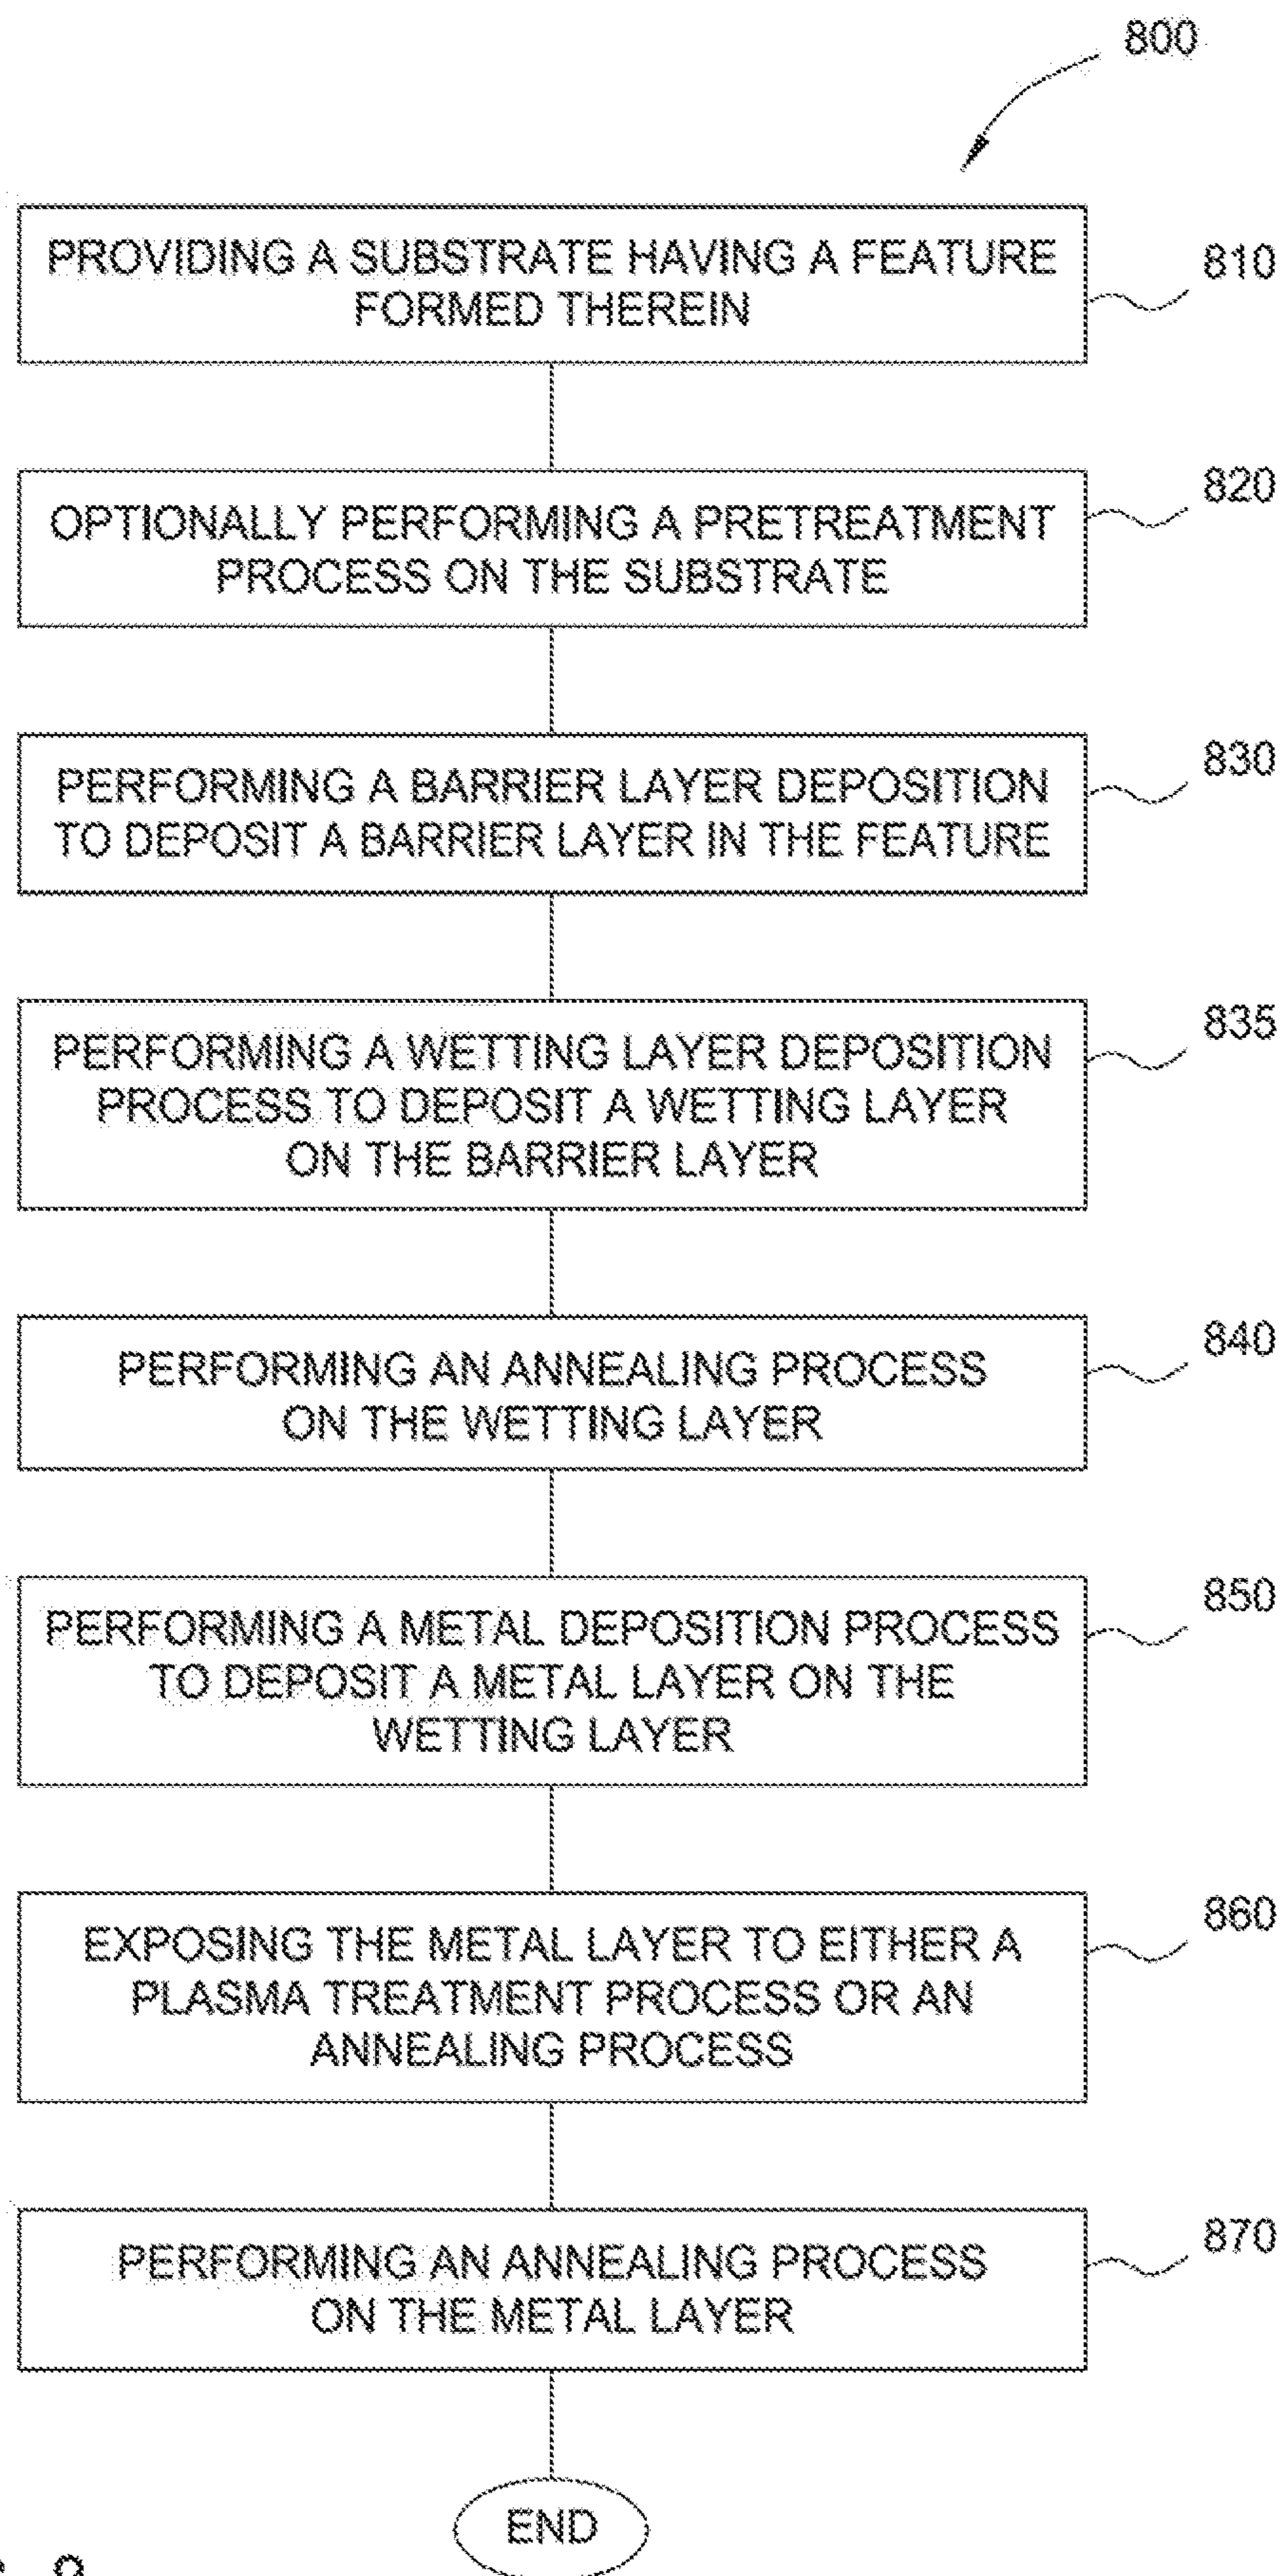 800
PROVIDING A SUBSTRATE HAVING A FEATURE
FORMED THEREIN
810
OPTIONALLY PERFORMING A PRETREATMENT
PROCESS ON THE SUBSTRATE
820
PERFORMING A BARRIER LAYER DEPOSITION
TO DEPOSIT A BARRIER LAYER IN THE FEATURE
830
PERFORMING A WETTING LAYER DEPOSITION
PROCESS TO DEPOSIT A WETTING LAYER
ON THE BARRIER LAYER
835
PERFORMING AN ANNEALING PROCESS
ON THE WETTING LAYER
840
PERFORMING A METAL DEPOSITION PROCESS
TO DEPOSIT A METAL LAYER ON THE
WETTING LAYER
850
EXPOSING THE METAL LAYER TO EITHER A
PLASMA TREATMENT PROCESS OR AN
ANNEALING PROCESS
860
PERFORMING AN ANNEALING PROCESS
ON THE METAL LAYER
870
END